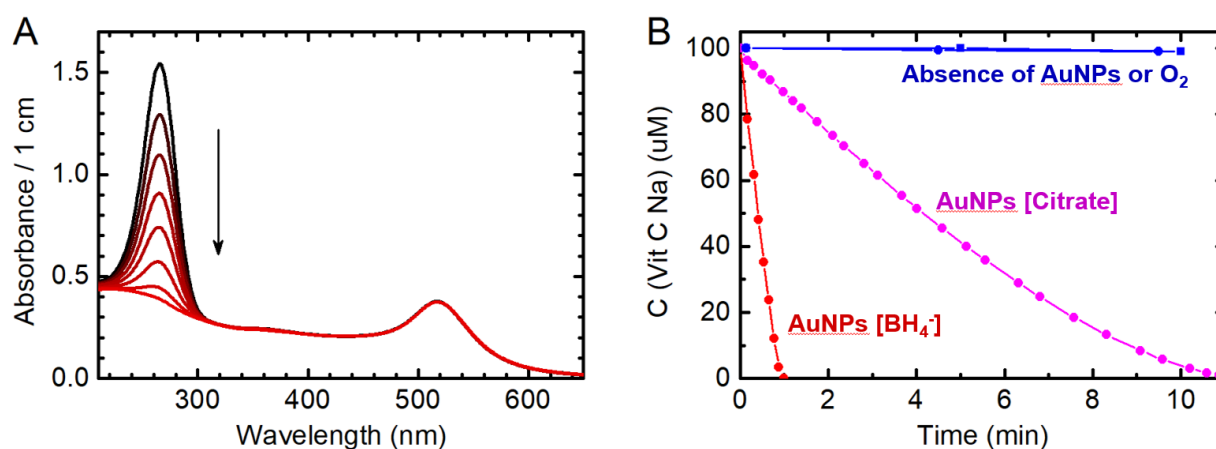 A
Absorbance / 1 cm
1.5
1.0
0.5
0.0
300
400
500
600
Wavelength (nm)
B
C (Vit C Na) (uM)
100
80
60
40
20
0
0
2
4
6
8
10
Time (min)
Absence of AuNPs or O₂
AuNPs [Citrate]
AuNPs [BH₄⁻]